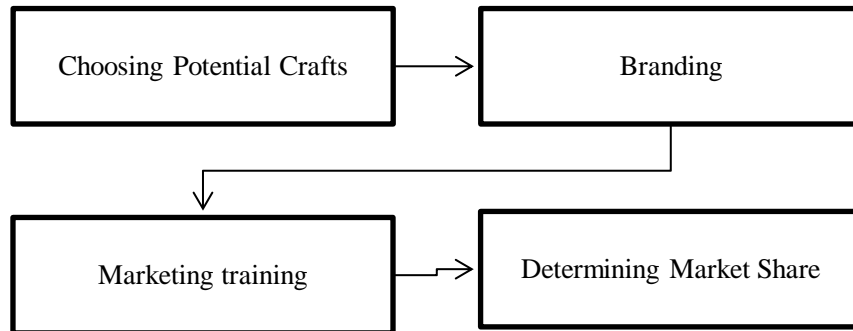 Choosing Potential Crafts
Branding
Marketing training
Determining Market Share